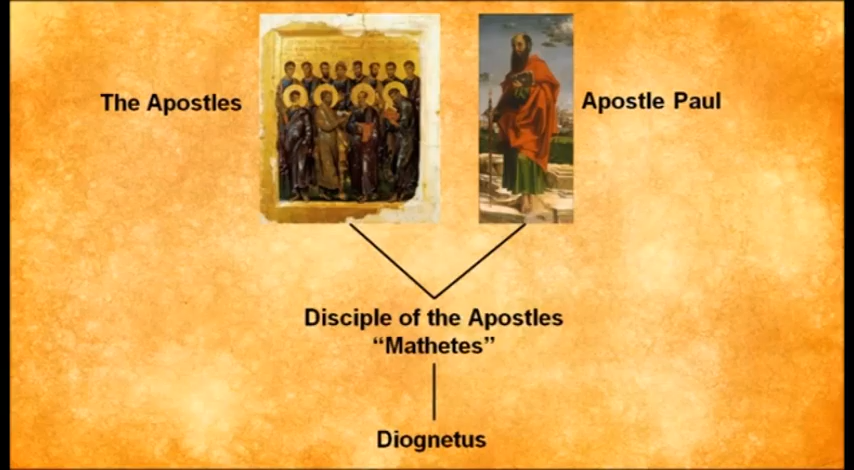 The Apostles
Apostle Paul
Disciple of the Apostles
“Mathetes”
Diognetus